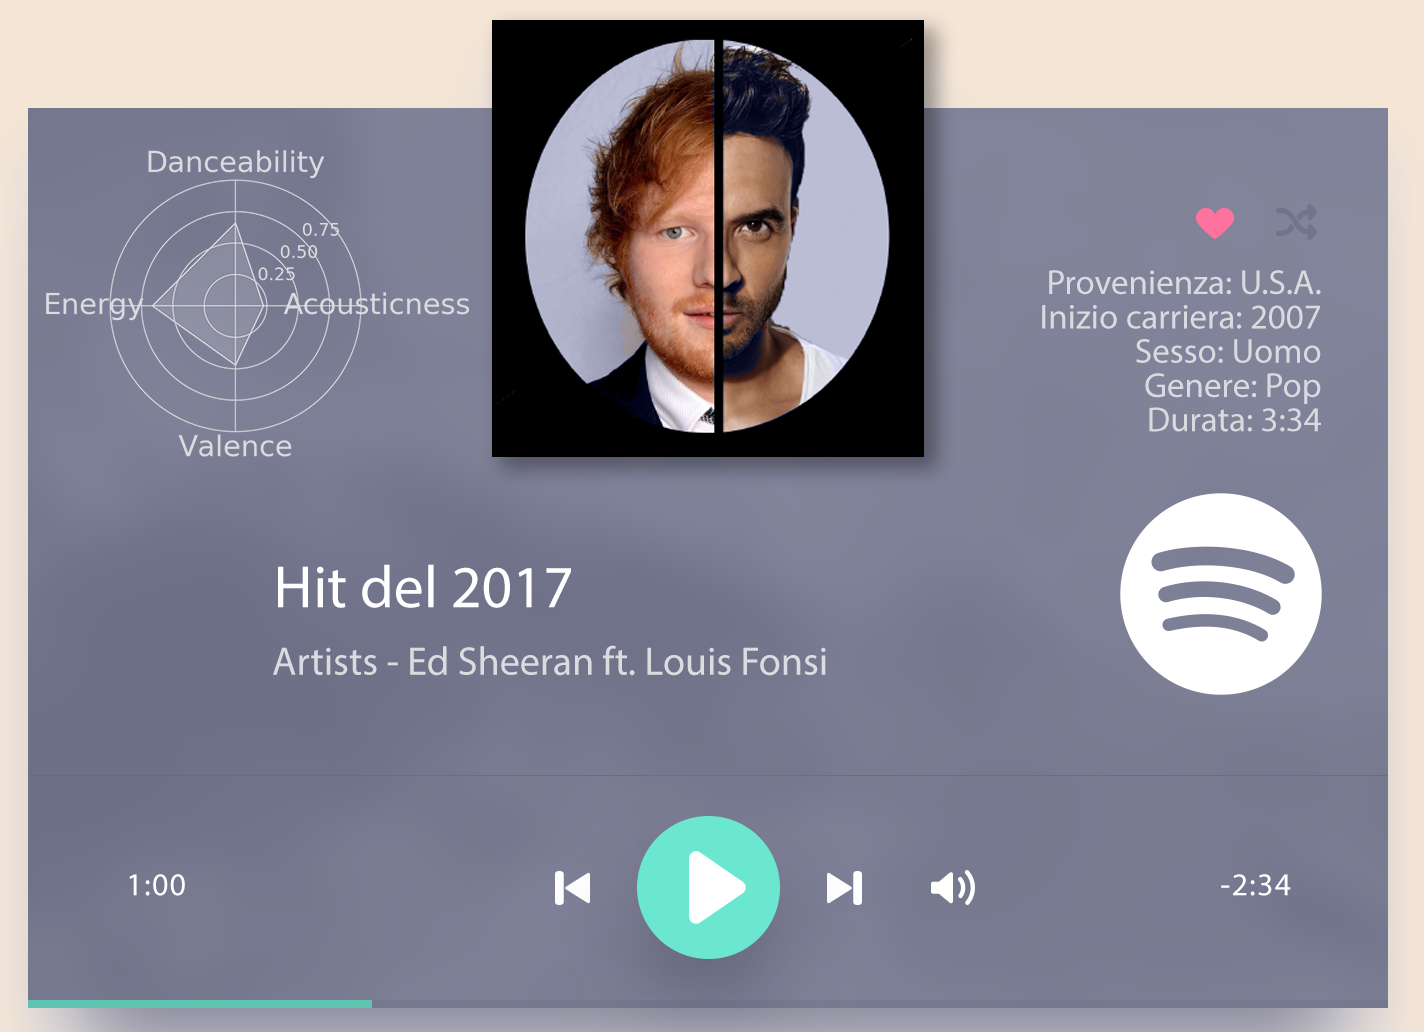 Danceability
0.75
0.50
0.25
Energy
Acousticness
Valence
Provenienza: U.S.A.
Inizio carriera: 2007
Sesso: Uomo
Genere: Pop
Durata: 3:34
Hit del 2017
Artists - Ed Sheeran ft. Louis Fonsi
1:00
-2:34